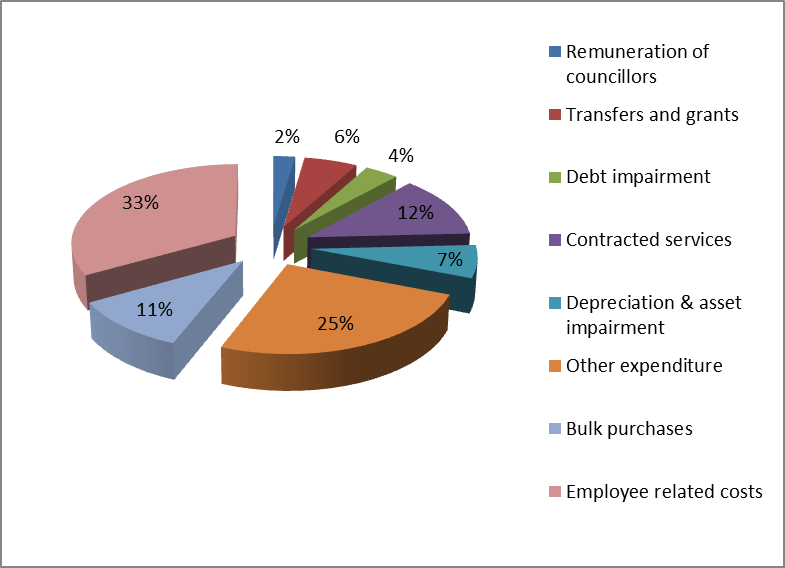 2%
6%
4%
12%
7%
25%
11%
33%
Remuneration of
councillors
Transfers and grants
Debt impairment
Contracted services
Depreciation & asset
impairment
Other expenditure
Bulk purchases
Employee related costs